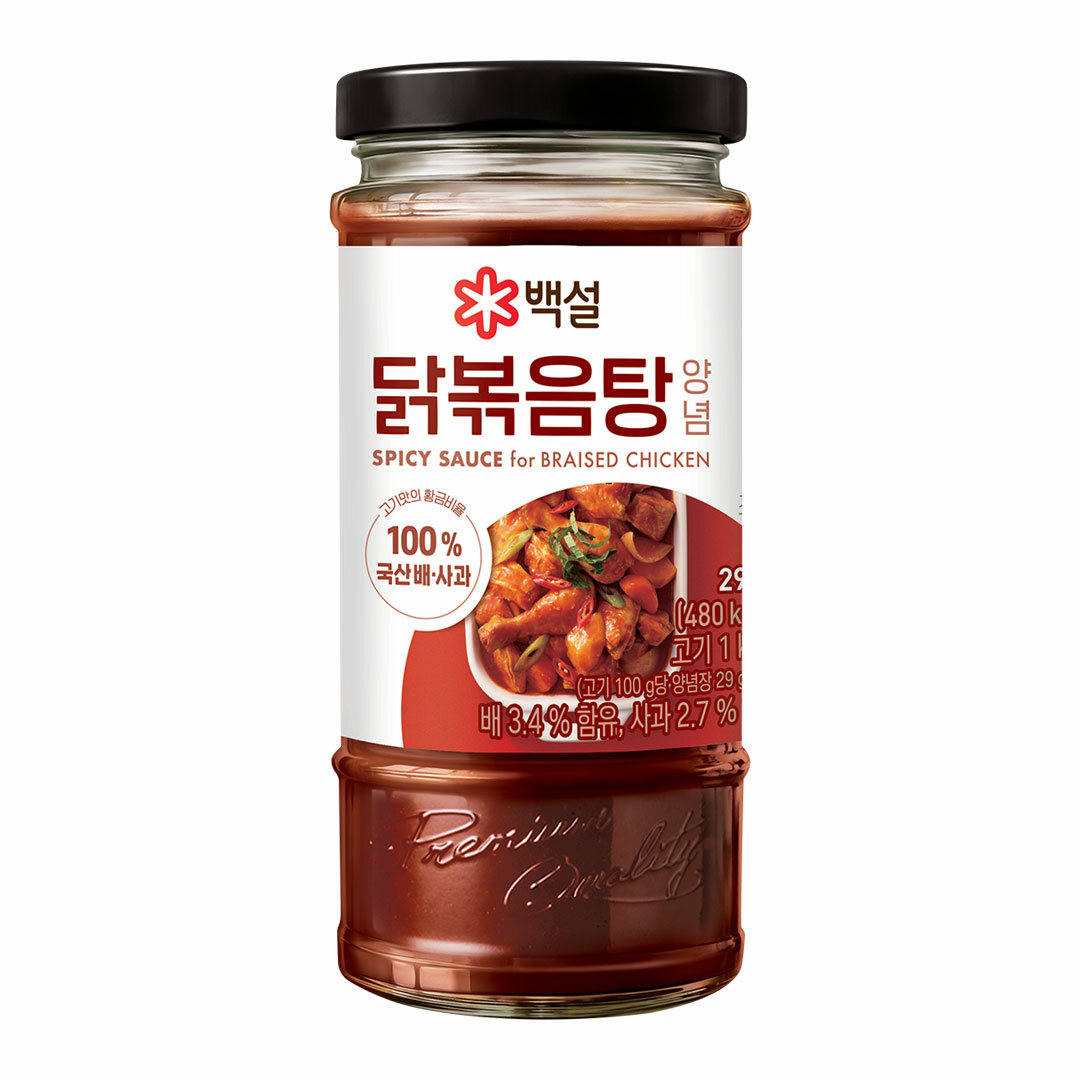 백설
닭볶음탕 양념
SPICY SAUCE for BRAISED CHICKEN
고기맛의 황금비율
100 %
국산 배·사과
29
(480 k
고기 1 k
(고기 100 g당 양념장 29 g
배 3.4 % 함유, 사과 2.7 %
Premium
Quality